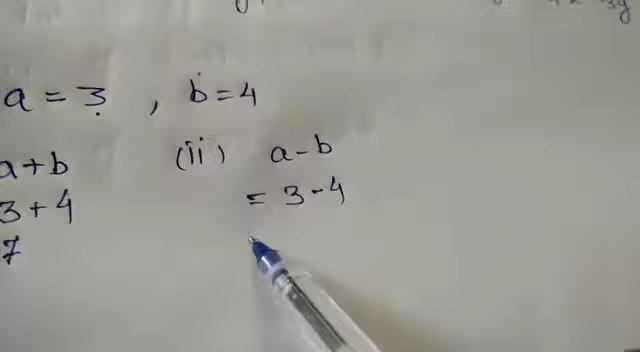 a = 3 , b = 4
a + b (ii) a - b
3 + 4 = 3 - 4
7